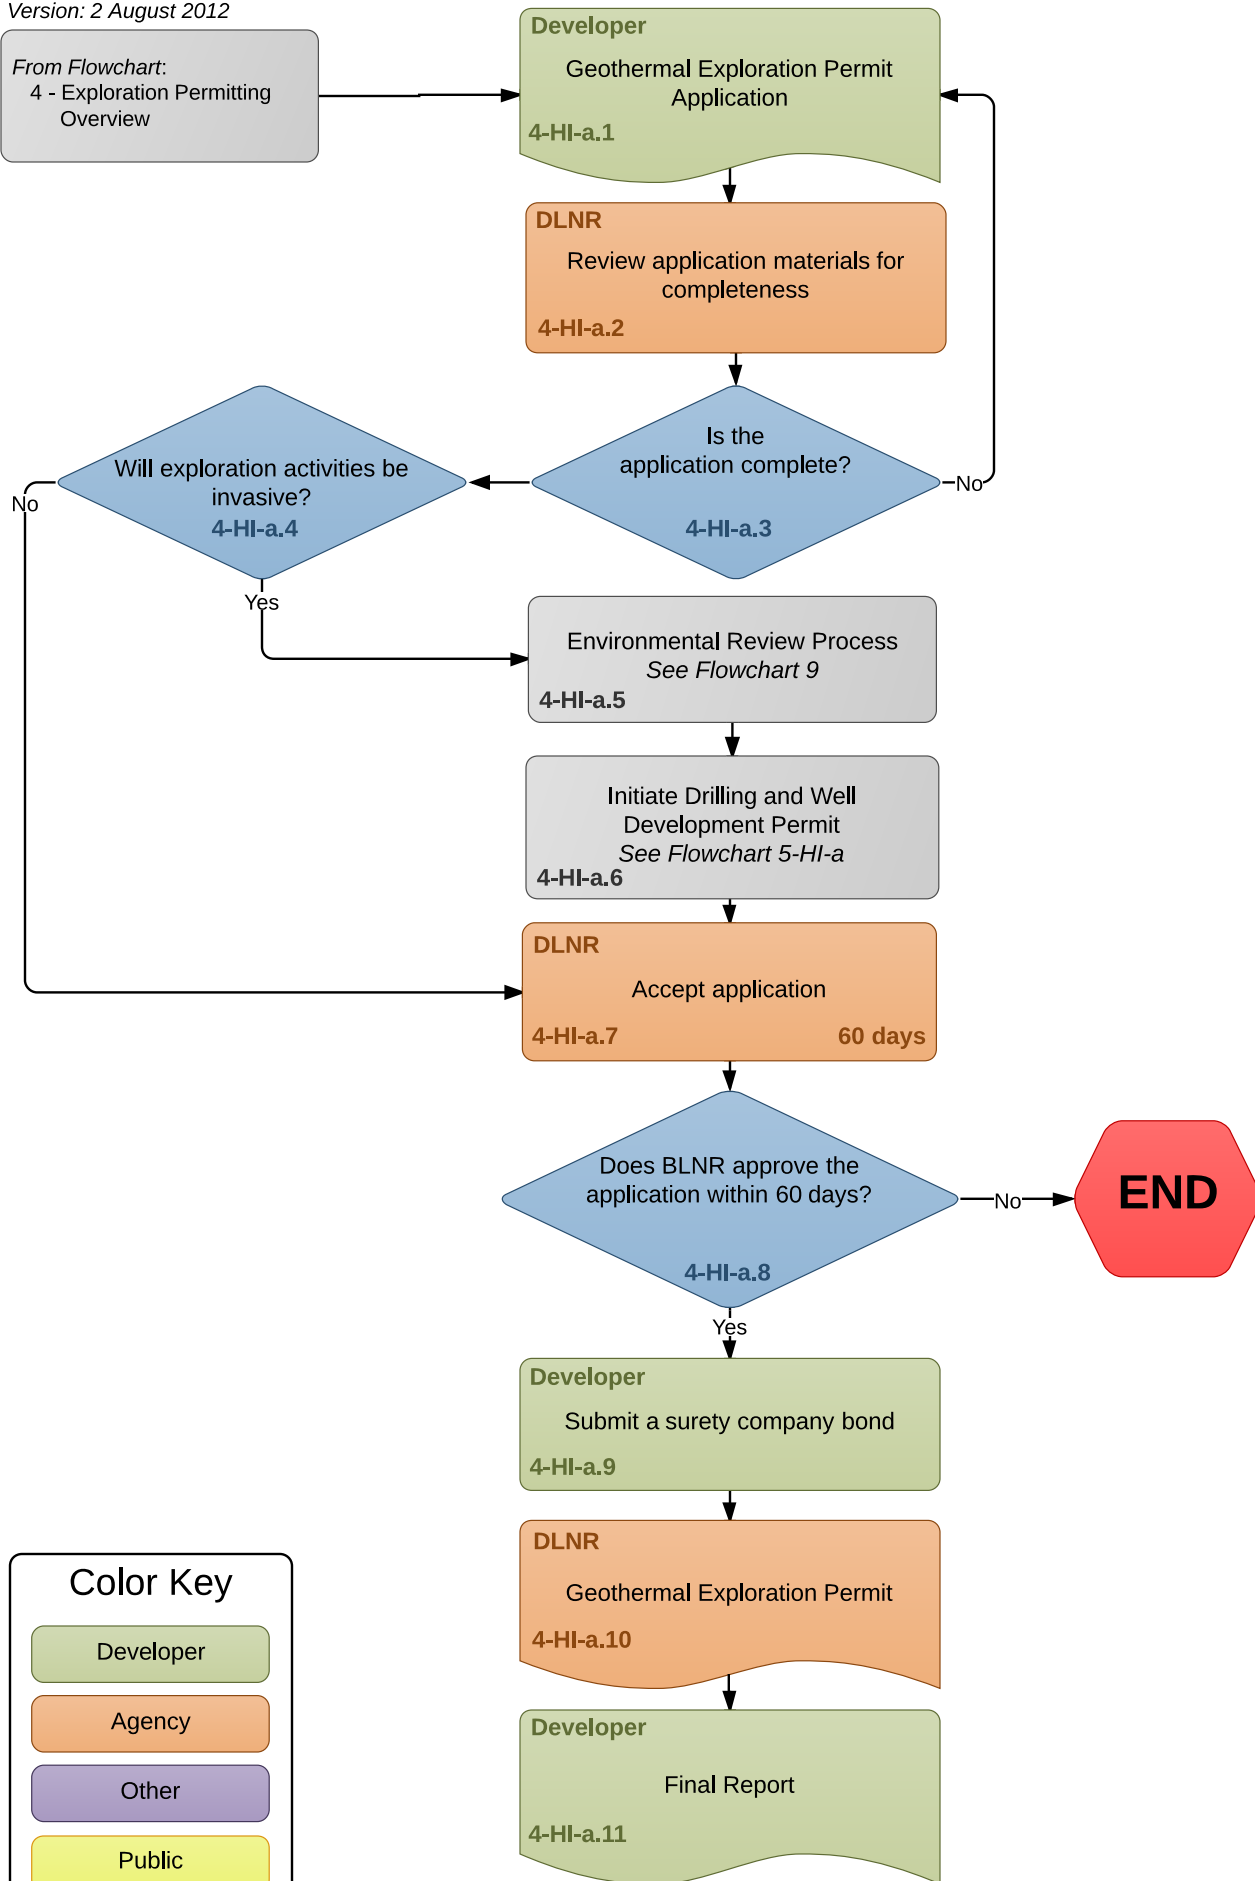 Version: 2 August 2012
From Flowchart:
4 - Exploration Permitting
Overview
Developer
Geothermal Exploration Permit
Application
4-HI-a.1
DLNR
Review application materials for
completeness
4-HI-a.2
Is the
application complete?
4-HI-a.3
No
Will exploration activities be
invasive?
4-HI-a.4
No
Yes
Environmental Review Process
See Flowchart 9
4-HI-a.5
Initiate Drilling and Well
Development Permit
See Flowchart 5-HI-a
4-HI-a.6
DLNR
Accept application
4-HI-a.7 60 days
Does BLNR approve the
application within 60 days?
4-HI-a.8
No
END
Yes
Developer
Submit a surety company bond
4-HI-a.9
DLNR
Geothermal Exploration Permit
4-HI-a.10
Developer
Final Report
4-HI-a.11
Color Key
Developer
Agency
Other
Public